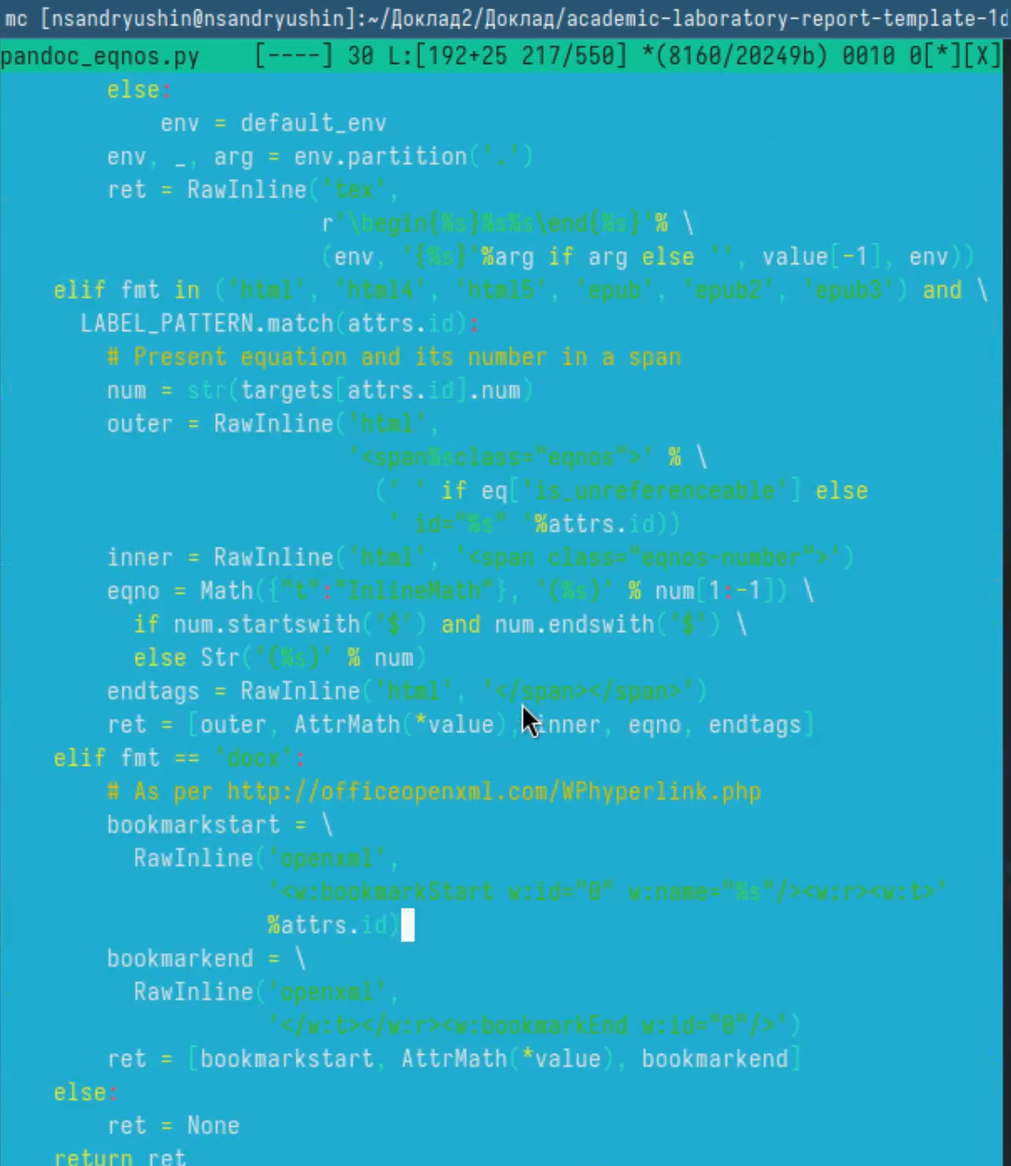 mc [nsandryushin@nsandryushin]:~/Доклад2/Доклад/academic-laboratory-report-template-1d
pandoc_eqnos.py    [----] 30 L:[192+25 217/550] *(8160/20249b) 0010 0[*][X]
        else:
            env = default_env
        env, _, arg = env.partition('.')
        ret = RawInline('tex',
                        r'\begin{%s}%s%s\end{%s}'% \
                        (env, '{%s}'%arg if arg else '', value[-1], env))
    elif fmt in ('html', 'html4', 'html5', 'epub', 'epub2', 'epub3') and \
      LABEL_PATTERN.match(attrs.id):
        # Present equation and its number in a span
        num = str(targets[attrs.id].num)
        outer = RawInline('html',
                          '<span%sclass="eqnos">' % \
                            (' ' if eq['is_unreferenceable'] else
                             ' id="%s" '%attrs.id))
        inner = RawInline('html', '<span class="eqnos-number">')
        eqno = Math({"t":"InlineMath"}, '(%s)' % num[1:-1]) \
          if num.startswith('$') and num.endswith('$') \
          else Str('(%s)' % num)
        endtags = RawInline('html', '</span></span>')
        ret = [outer, AttrMath(*value), inner, eqno, endtags]
    elif fmt == 'docx':
        # As per http://officeopenxml.com/WPhyperlink.php
        bookmarkstart = \
          RawInline('openxml',
                    '<w:bookmarkStart w:id="0" w:name="%s"/><w:r><w:t>'
                    %attrs.id)
        bookmarkend = \
          RawInline('openxml',
                    '</w:t></w:r><w:bookmarkEnd w:id="0"/>')
        ret = [bookmarkstart, AttrMath(*value), bookmarkend]
    else:
        ret = None
    return ret